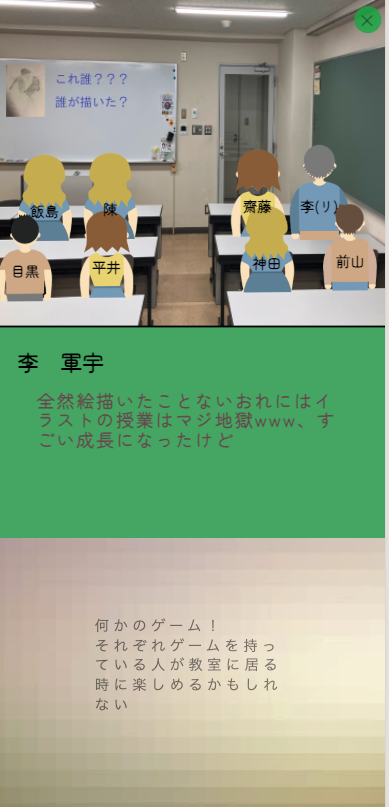 これ誰？？？
誰が描いた？
飯島
陳
齋藤
李(リ)
目黒
平井
神田
前山
李　軍宇
全然絵描いたことないおれにはイ
ラストの授業はマジ地獄www、す
ごい成長になったけど
何かのゲーム！
それぞれゲームを持っ
ている人が教室に居る
時に楽しめるかもしれ
ない